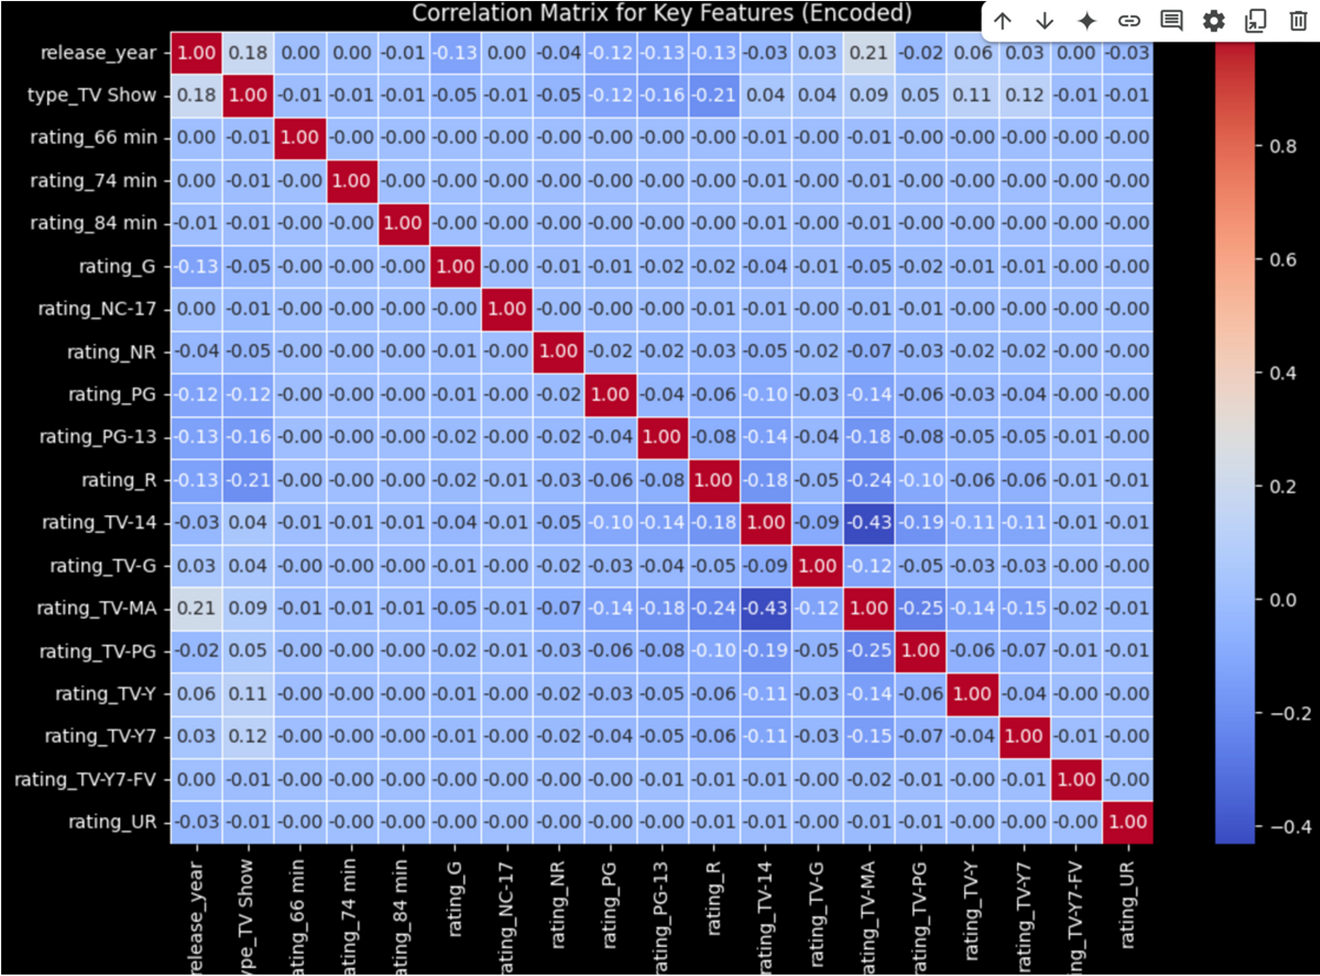 Correlation Matrix for Key Features (Encoded)
release_year 1.00 0.18 0.00 0.00 -0.01 -0.13 0.00 -0.04 -0.12 -0.13 -0.13 -0.03 0.03 0.21 -0.02 0.06 0.03 0.00 -0.03
type_TV Show 0.18 1.00 -0.01 -0.01 -0.01 -0.05 -0.01 -0.05 -0.12 -0.16 -0.21 0.04 0.04 0.09 0.05 0.11 0.12 -0.01 -0.01
rating_66 min 0.00 -0.01 1.00 -0.00 -0.00 -0.00 -0.00 -0.00 -0.00 -0.00 -0.00 -0.01 -0.00 -0.01 -0.00 -0.00 -0.00 -0.00 -0.00
rating_74 min 0.00 -0.01 -0.00 1.00 -0.00 -0.00 -0.00 -0.00 -0.00 -0.00 -0.00 -0.01 -0.00 -0.01 -0.00 -0.00 -0.00 -0.00 -0.00
rating_84 min -0.01 -0.01 -0.00 -0.00 1.00 -0.00 -0.00 -0.00 -0.00 -0.00 -0.00 -0.01 -0.00 -0.01 -0.00 -0.00 -0.00 -0.00 -0.00
rating_G -0.13 -0.05 -0.00 -0.00 -0.00 1.00 -0.00 -0.01 -0.01 -0.02 -0.02 -0.04 -0.01 -0.05 -0.02 -0.01 -0.01 -0.00 -0.00
rating_NC-17 0.00 -0.01 -0.00 -0.00 -0.00 -0.00 1.00 -0.00 -0.00 -0.00 -0.01 -0.01 -0.00 -0.01 -0.01 -0.00 -0.00 -0.00 -0.00
rating_NR -0.04 -0.05 -0.00 -0.00 -0.00 -0.01 -0.00 1.00 -0.02 -0.02 -0.03 -0.05 -0.02 -0.07 -0.03 -0.02 -0.02 -0.00 -0.00
rating_PG -0.12 -0.12 -0.00 -0.00 -0.00 -0.01 -0.00 -0.02 1.00 -0.04 -0.06 -0.10 -0.03 -0.14 -0.06 -0.03 -0.04 -0.00 -0.00
rating_PG-13 -0.13 -0.16 -0.00 -0.00 -0.00 -0.02 -0.00 -0.02 -0.04 1.00 -0.08 -0.14 -0.04 -0.18 -0.08 -0.05 -0.05 -0.01 -0.00
rating_R -0.13 -0.21 -0.00 -0.00 -0.00 -0.02 -0.01 -0.03 -0.06 -0.08 1.00 -0.18 -0.05 -0.24 -0.10 -0.06 -0.06 -0.01 -0.01
rating_TV-14 -0.03 0.04 -0.01 -0.01 -0.01 -0.04 -0.01 -0.05 -0.10 -0.14 -0.18 1.00 -0.09 -0.43 -0.19 -0.11 -0.11 -0.01 -0.01
rating_TV-G 0.03 0.04 -0.00 -0.00 -0.00 -0.01 -0.00 -0.02 -0.03 -0.04 -0.05 -0.09 1.00 -0.12 -0.05 -0.03 -0.03 -0.00 -0.00
rating_TV-MA 0.21 0.09 -0.01 -0.01 -0.01 -0.05 -0.01 -0.07 -0.14 -0.18 -0.24 -0.43 -0.12 1.00 -0.25 -0.14 -0.15 -0.02 -0.01
rating_TV-PG -0.02 0.05 -0.00 -0.00 -0.00 -0.02 -0.01 -0.03 -0.06 -0.08 -0.10 -0.19 -0.05 -0.25 1.00 -0.06 -0.07 -0.01 -0.01
rating_TV-Y 0.06 0.11 -0.00 -0.00 -0.00 -0.01 -0.00 -0.02 -0.03 -0.05 -0.06 -0.11 -0.03 -0.14 -0.06 1.00 -0.04 -0.00 -0.00
rating_TV-Y7 0.03 0.12 -0.00 -0.00 -0.00 -0.01 -0.00 -0.02 -0.04 -0.05 -0.06 -0.11 -0.03 -0.15 -0.07 -0.04 1.00 -0.01 -0.00
rating_TV-Y7-FV 0.00 -0.01 -0.00 -0.00 -0.00 -0.00 -0.00 -0.00 -0.00 -0.01 -0.01 -0.01 -0.00 -0.02 -0.01 -0.00 -0.01 1.00 -0.00
rating_UR -0.03 -0.01 -0.00 -0.00 -0.00 -0.00 -0.00 -0.00 -0.00 -0.00 -0.01 -0.01 -0.00 -0.01 -0.01 -0.00 -0.00 -0.00 1.00
release_year
ype_TV Show
ating_66 min
ating_74 min
ating_84 min
rating_G
ating_NC-17
rating_NR
rating_PG
rating_PG-13
rating_R
rating_TV-14
rating_TV-G
rating_TV-MA
rating_TV-PG
rating_TV-Y
rating_TV-Y7
ng_TV-Y7-FV
rating_UR
0.8
0.6
0.4
0.2
0.0
−0.2
−0.4